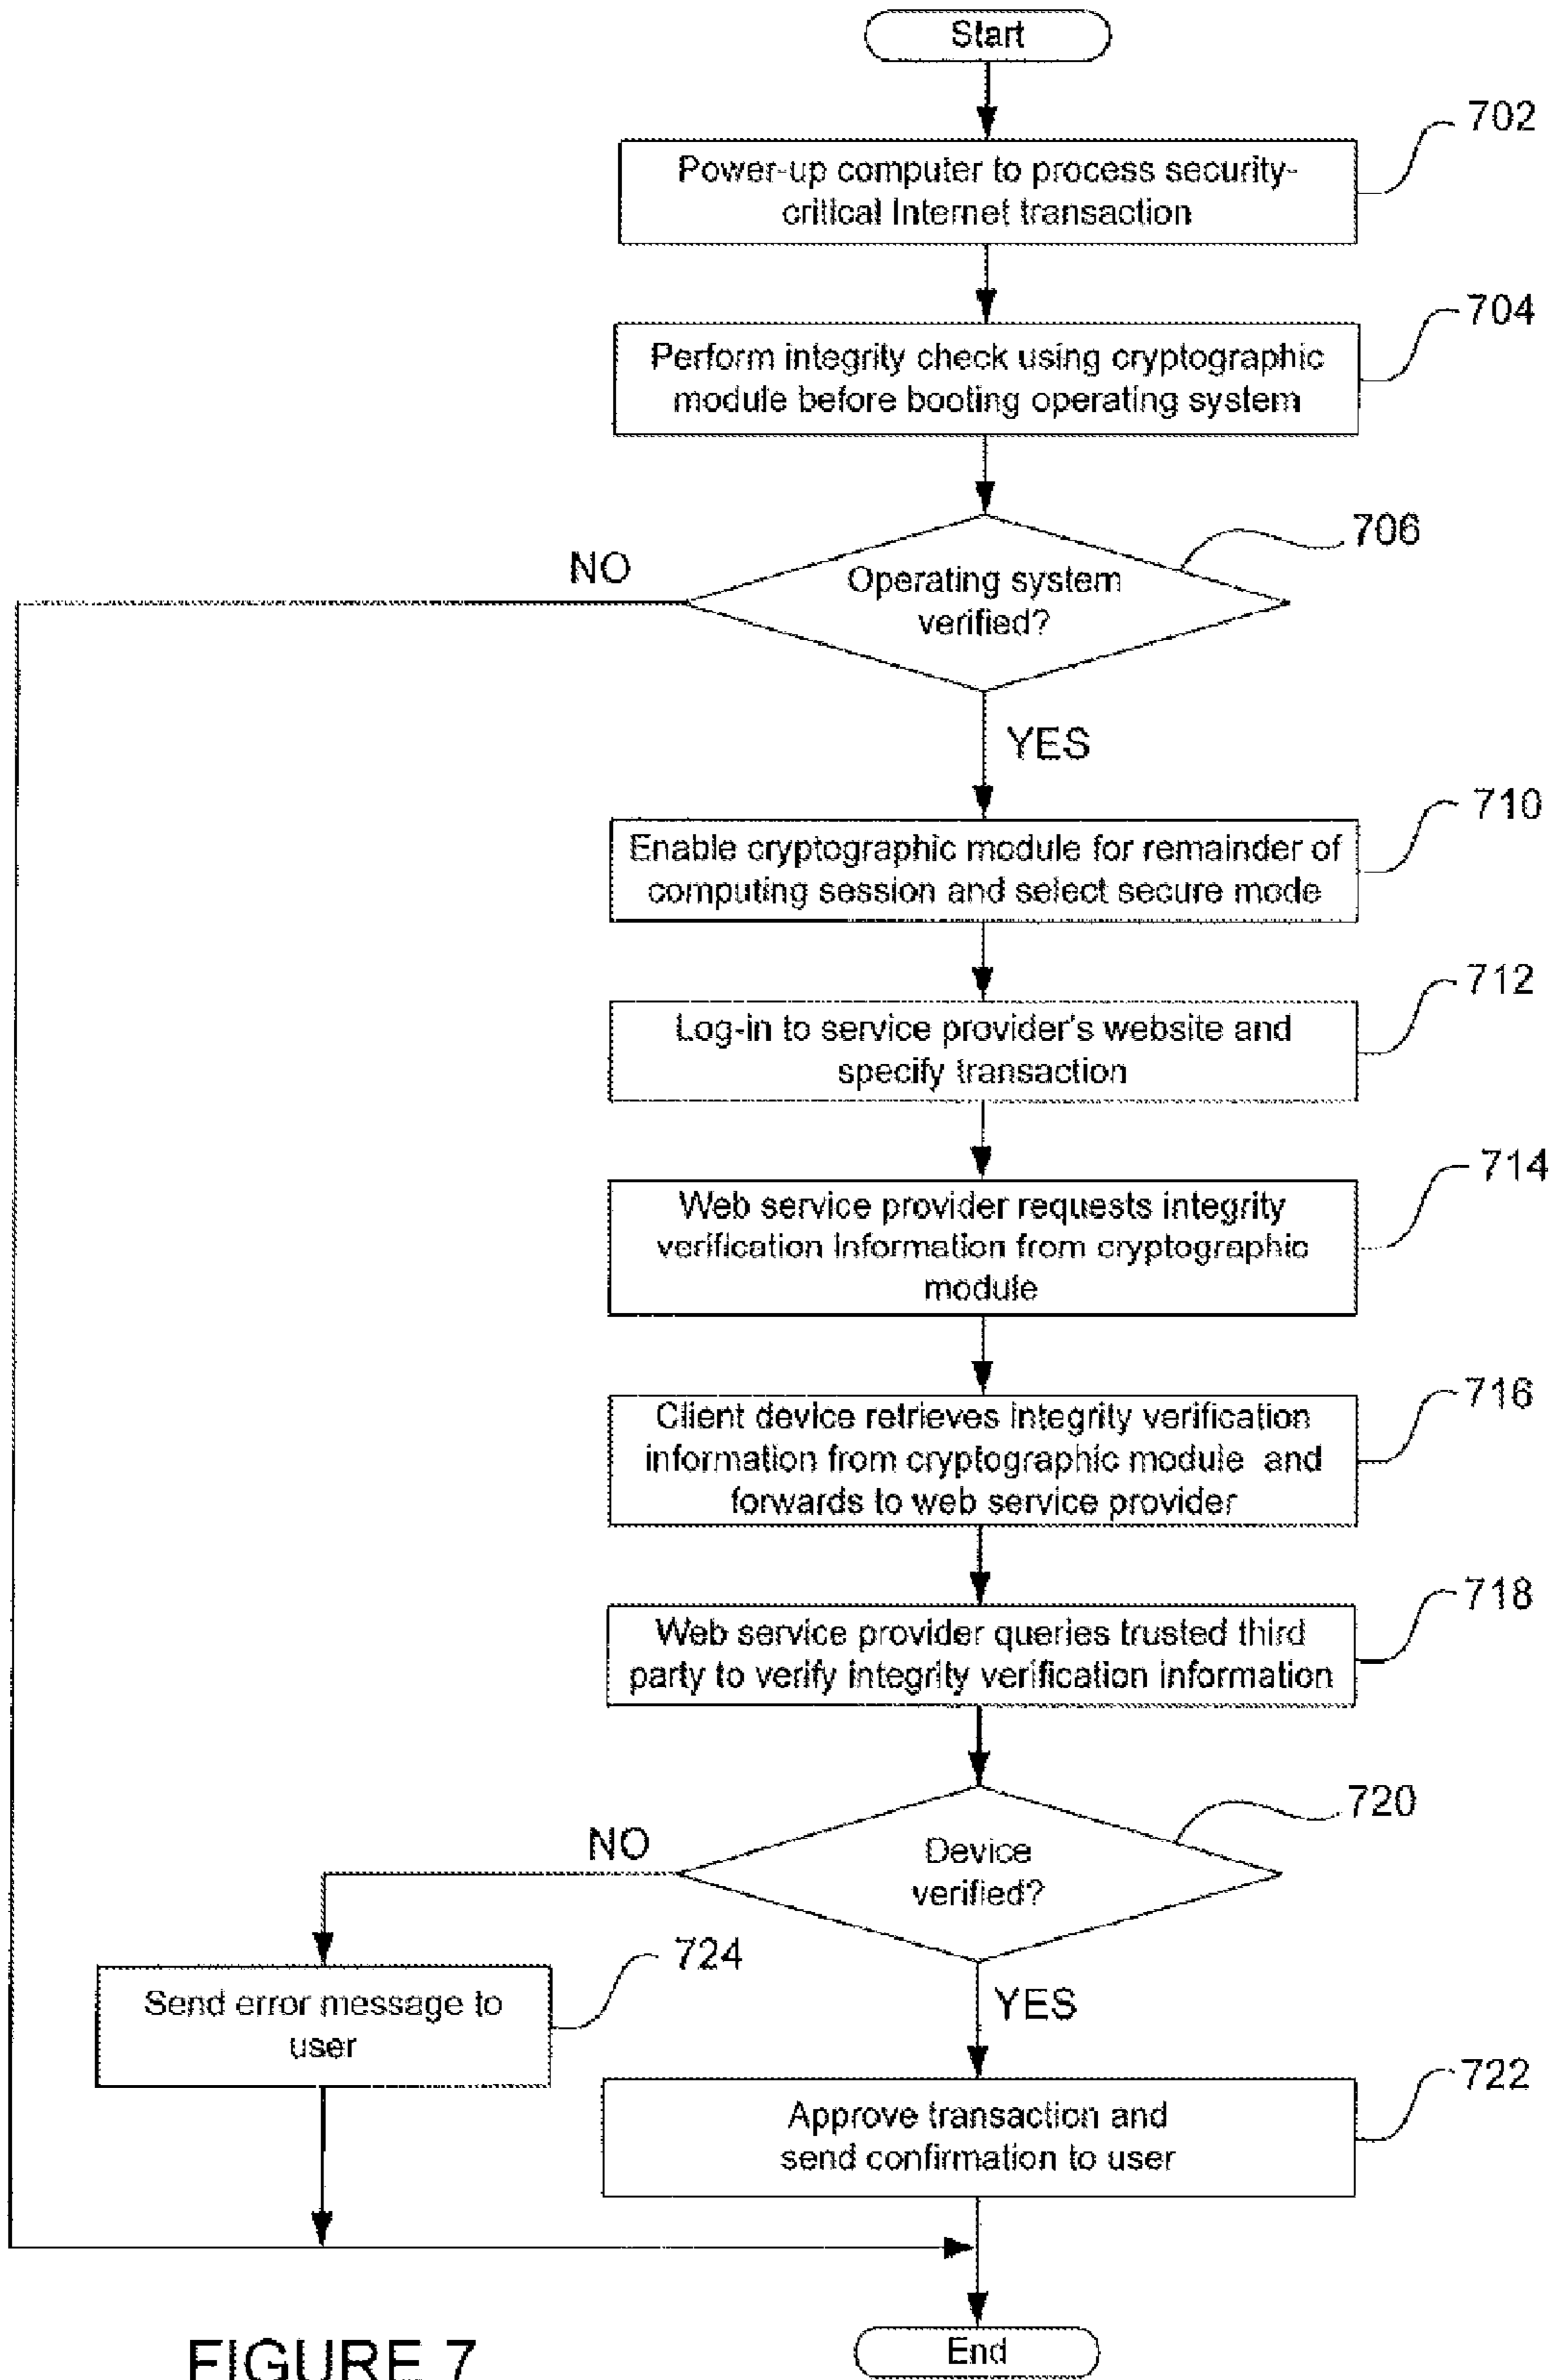 Start
702
Power-up computer to process security-
critical Internet transaction
704
Perform integrity check using cryptographic
module before booting operating system
706
NO
Operating system
verified?
YES
710
Enable cryptographic module for remainder of
computing session and select secure mode
712
Log-in to service provider's website and
specify transaction
714
Web service provider requests integrity
verification Information from cryptographic
module
716
Client device retrieves integrity verification
information from cryptographic module and
forwards to web service provider
718
Web service provider queries trusted third
party to verify integrity verification information
720
NO
Device
verified?
724
Send error message to
user
YES
722
Approve transaction and
send confirmation to user
End
FIGURE 7